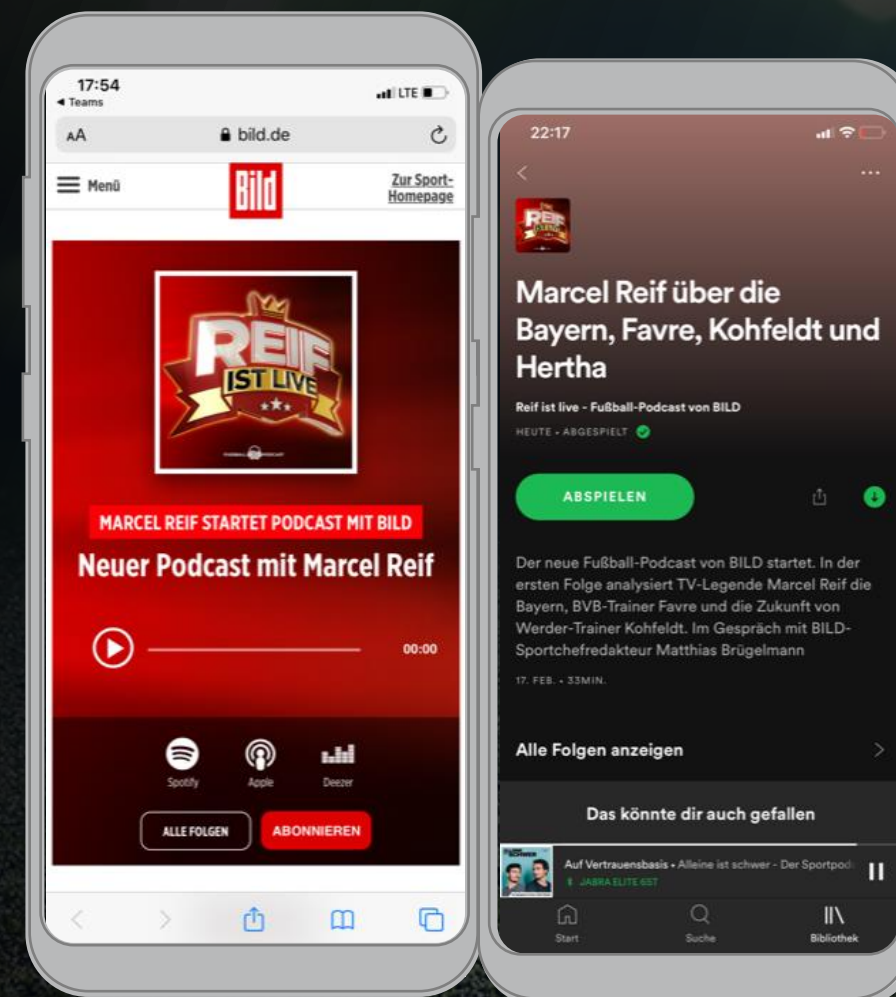 17:54
Teams
LTE
AA
bild.de
Menü
Bild
Zur Sport-
Homepage
REIF
IST LIVE
MARCEL REIF STARTET PODCAST MIT BILD
Neuer Podcast mit Marcel Reif
00:00
Spotify
Apple
Deezer
ALLE FOLGEN
ABONNIEREN
22:17
REIF
Marcel Reif über die
Bayern, Favre, Kohfeldt und
Hertha
Reif ist live - Fußball-Podcast von BILD
HEUTE • ABGESPIELT
ABSPIELEN
Der neue Fußball-Podcast von BILD startet. In der
ersten Folge analysiert TV-Legende Marcel Reif die
Bayern, BVB-Trainer Favre und die Zukunft von
Werder-Trainer Kohfeldt. Im Gespräch mit BILD-
Sportchefredakteur Matthias Brügelmann
17. FEB. • 33MIN.
Alle Folgen anzeigen
Das könnte dir auch gefallen
Auf Vertrauensbasis • Alleine ist schwer - Der Sportpod
JABRA ELITE 65T
Start
Suche
Bibliothek